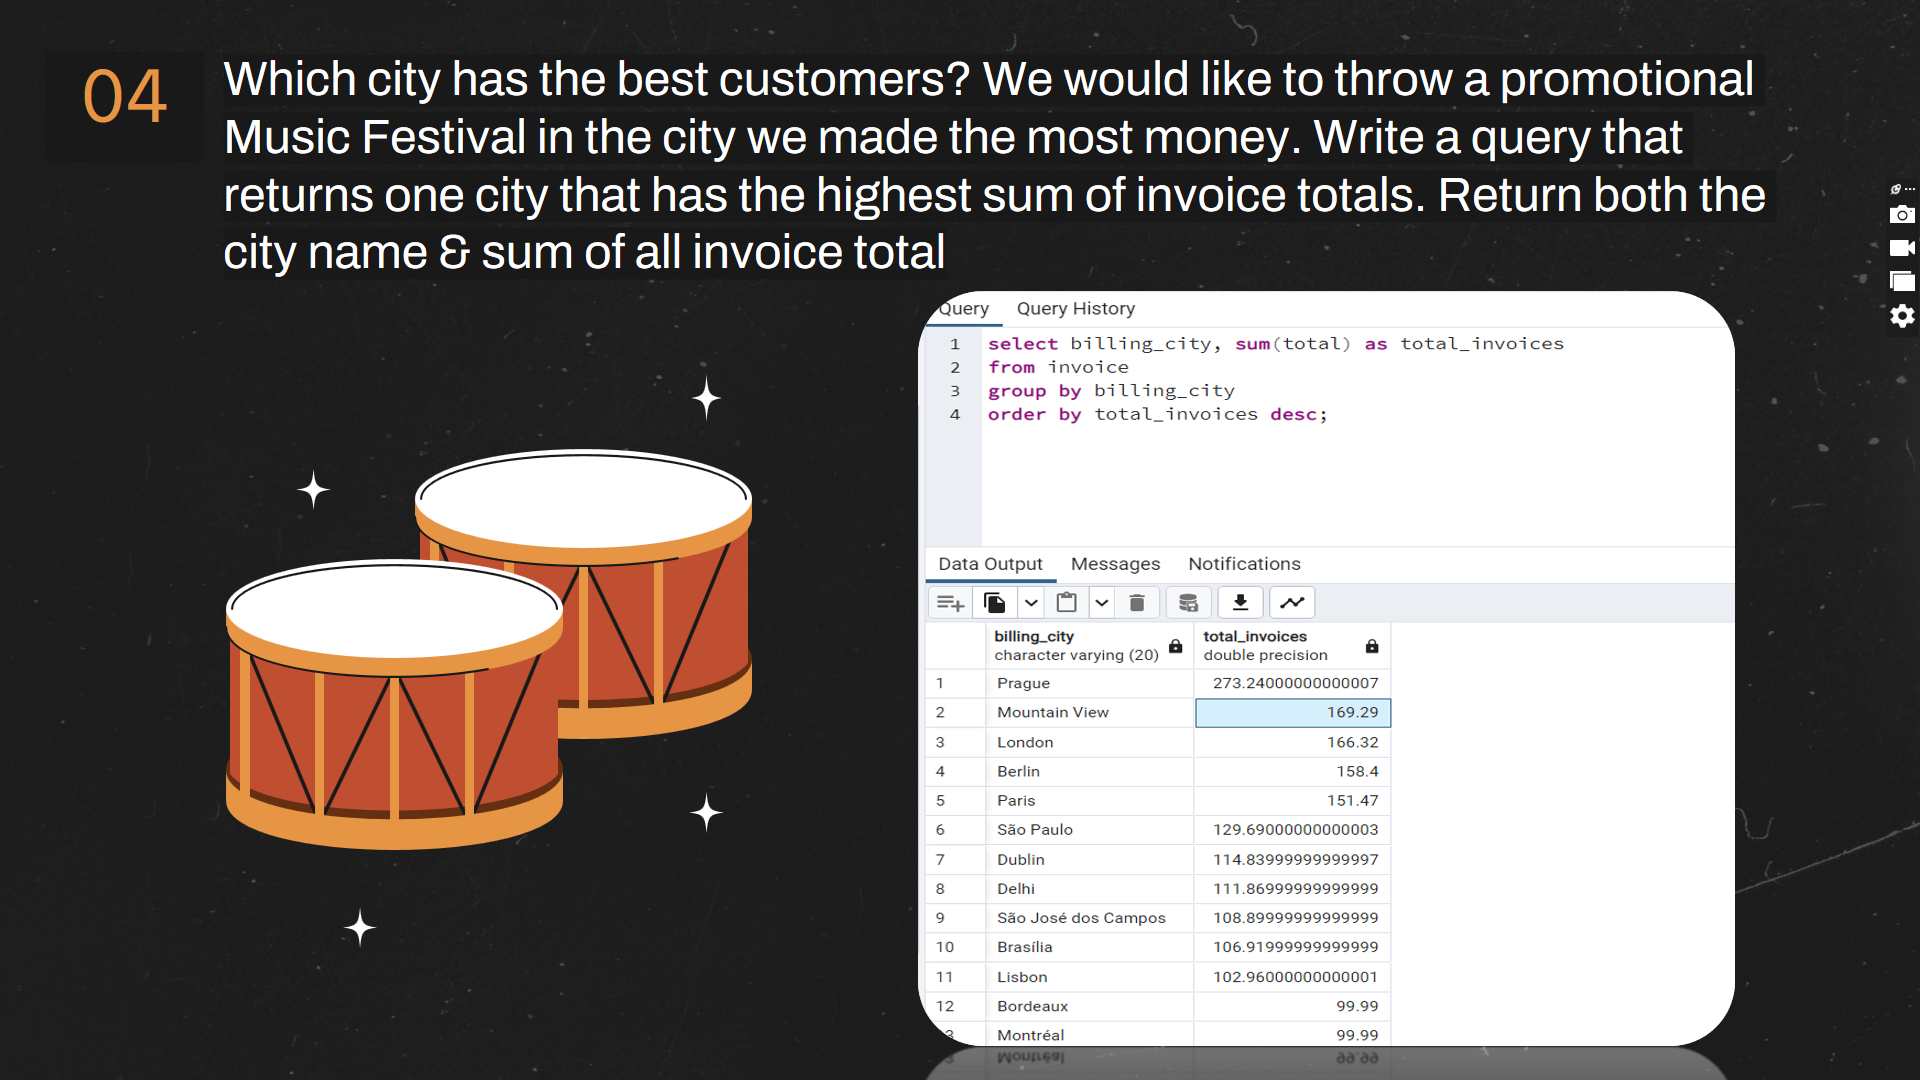 04
Which city has the best customers? We would like to throw a promotional
Music Festival in the city we made the most money. Write a query that
returns one city that has the highest sum of invoice totals. Return both the
city name & sum of all invoice total
Query Query History
1 select billing_city, sum(total) as total_invoices
2 from invoice
3 group by billing_city
4 order by total_invoices desc;
Data Output Messages Notifications
billing_city total_invoices
character varying (20) double precision
1 Prague 273.24000000000007
2 Mountain View 169.29
3 London 166.32
4 Berlin 158.4
5 Paris 151.47
6 São Paulo 129.69000000000003
7 Dublin 114.83999999999997
8 Delhi 111.86999999999999
9 São José dos Campos 108.89999999999999
10 Brasília 106.91999999999999
11 Lisbon 102.96000000000001
12 Bordeaux 99.99
13 Montréal 99.99